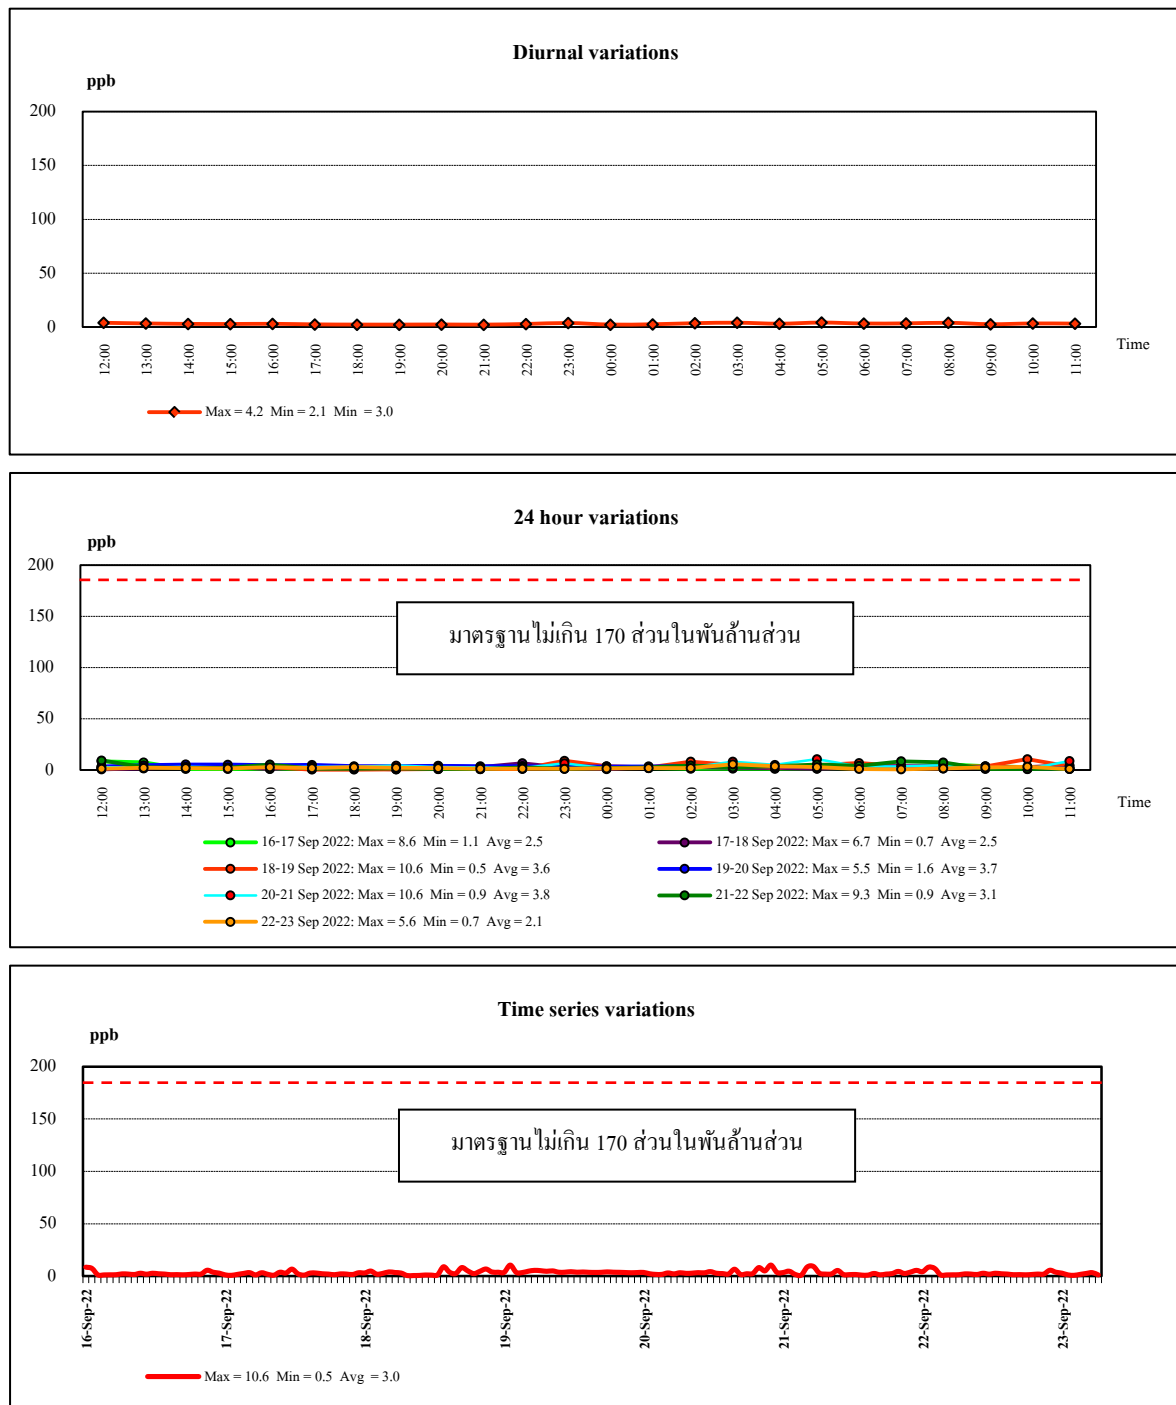 Diurnal variations
ppb
200
150
100
50
0
12:00 13:00 14:00 15:00 16:00 17:00 18:00 19:00 20:00 21:00 22:00 23:00 00:00 01:00 02:00 03:00 04:00 05:00 06:00 07:00 08:00 09:00 10:00 11:00
Time
Max = 4.2 Min = 2.1 Min = 3.0
24 hour variations
ppb
200
150
100
50
0
มาตรฐานไม่เกิน 170 ส่วนในพันล้านส่วน
12:00 13:00 14:00 15:00 16:00 17:00 18:00 19:00 20:00 21:00 22:00 23:00 00:00 01:00 02:00 03:00 04:00 05:00 06:00 07:00 08:00 09:00 10:00 11:00
Time
16-17 Sep 2022: Max = 8.6 Min = 1.1 Avg = 2.5
17-18 Sep 2022: Max = 6.7 Min = 0.7 Avg = 2.5
18-19 Sep 2022: Max = 10.6 Min = 0.5 Avg = 3.6
19-20 Sep 2022: Max = 5.5 Min = 1.6 Avg = 3.7
20-21 Sep 2022: Max = 10.6 Min = 0.9 Avg = 3.8
21-22 Sep 2022: Max = 9.3 Min = 0.9 Avg = 3.1
22-23 Sep 2022: Max = 5.6 Min = 0.7 Avg = 2.1
Time series variations
ppb
200
150
100
50
0
มาตรฐานไม่เกิน 170 ส่วนในพันล้านส่วน
16-Sep-22 17-Sep-22 18-Sep-22 19-Sep-22 20-Sep-22 21-Sep-22 22-Sep-22 23-Sep-22
Max = 10.6 Min = 0.5 Avg = 3.0